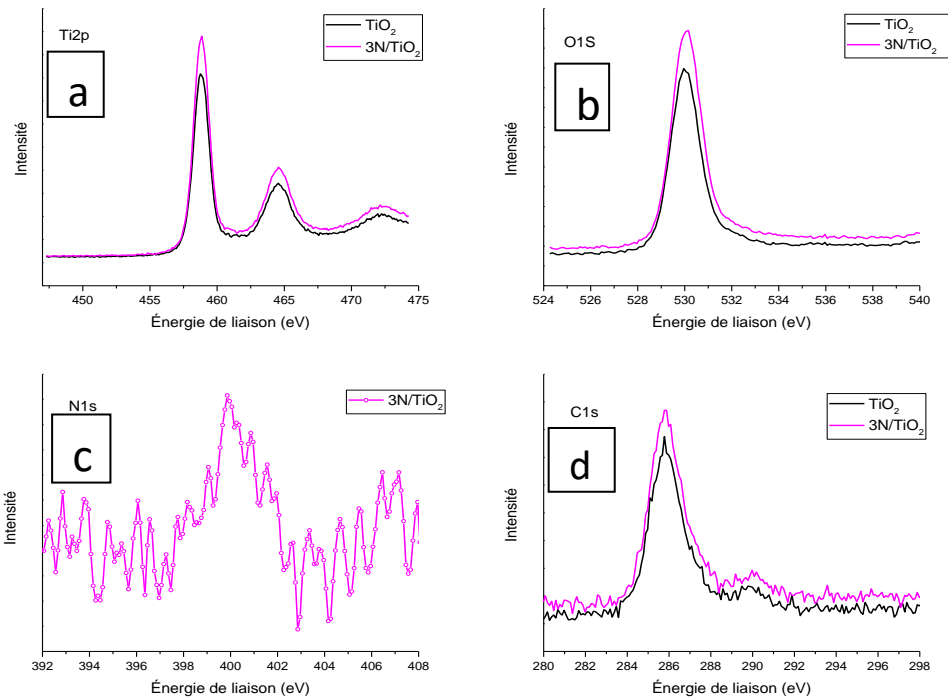 Ti2p
a
TiO2
3N/TiO2
Intensité
450 455 460 465 470 475
Énergie de liaison (eV)
O1S
b
TiO2
3N/TiO2
Intensité
524 526 528 530 532 534 536 538 540
Énergie de liaison (eV)
N1s
c
3N/TiO2
Intensité
392 394 396 398 400 402 404 406 408
Énergie de liaison (eV)
C1s
d
TiO2
3N/TiO2
Intensité
280 282 284 286 288 290 292 294 296 298
Énergie de liaison (eV)